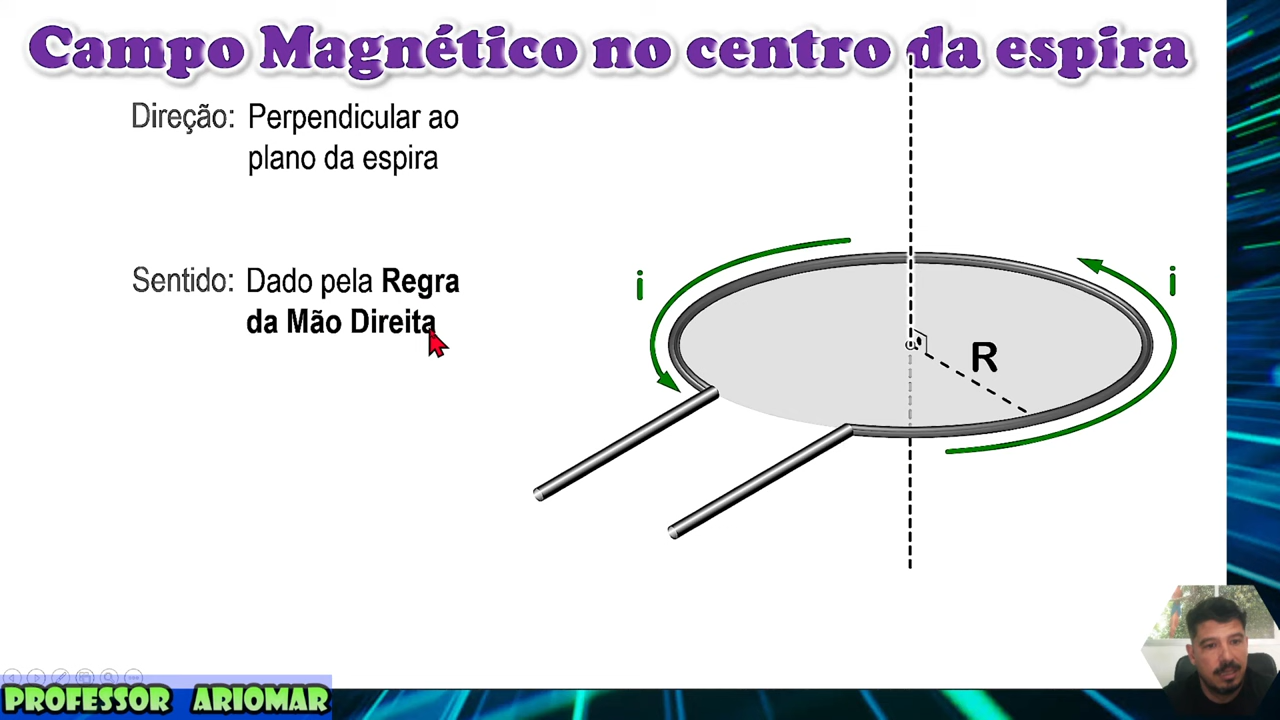 Campo Magnético no centro da espira
Direção: Perpendicular ao
plano da espira
Sentido: Dado pela Regra
da Mão Direita
i
i
R
PROFESSOR ARIOMAR